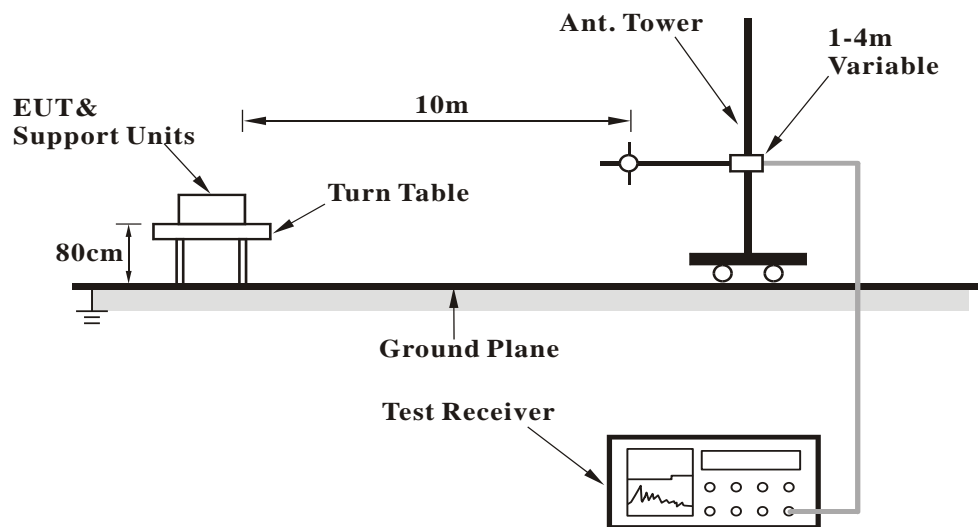 Ant. Tower
1-4m
Variable
EUT&
Support Units
10m
Turn Table
80cm
Ground Plane
Test Receiver